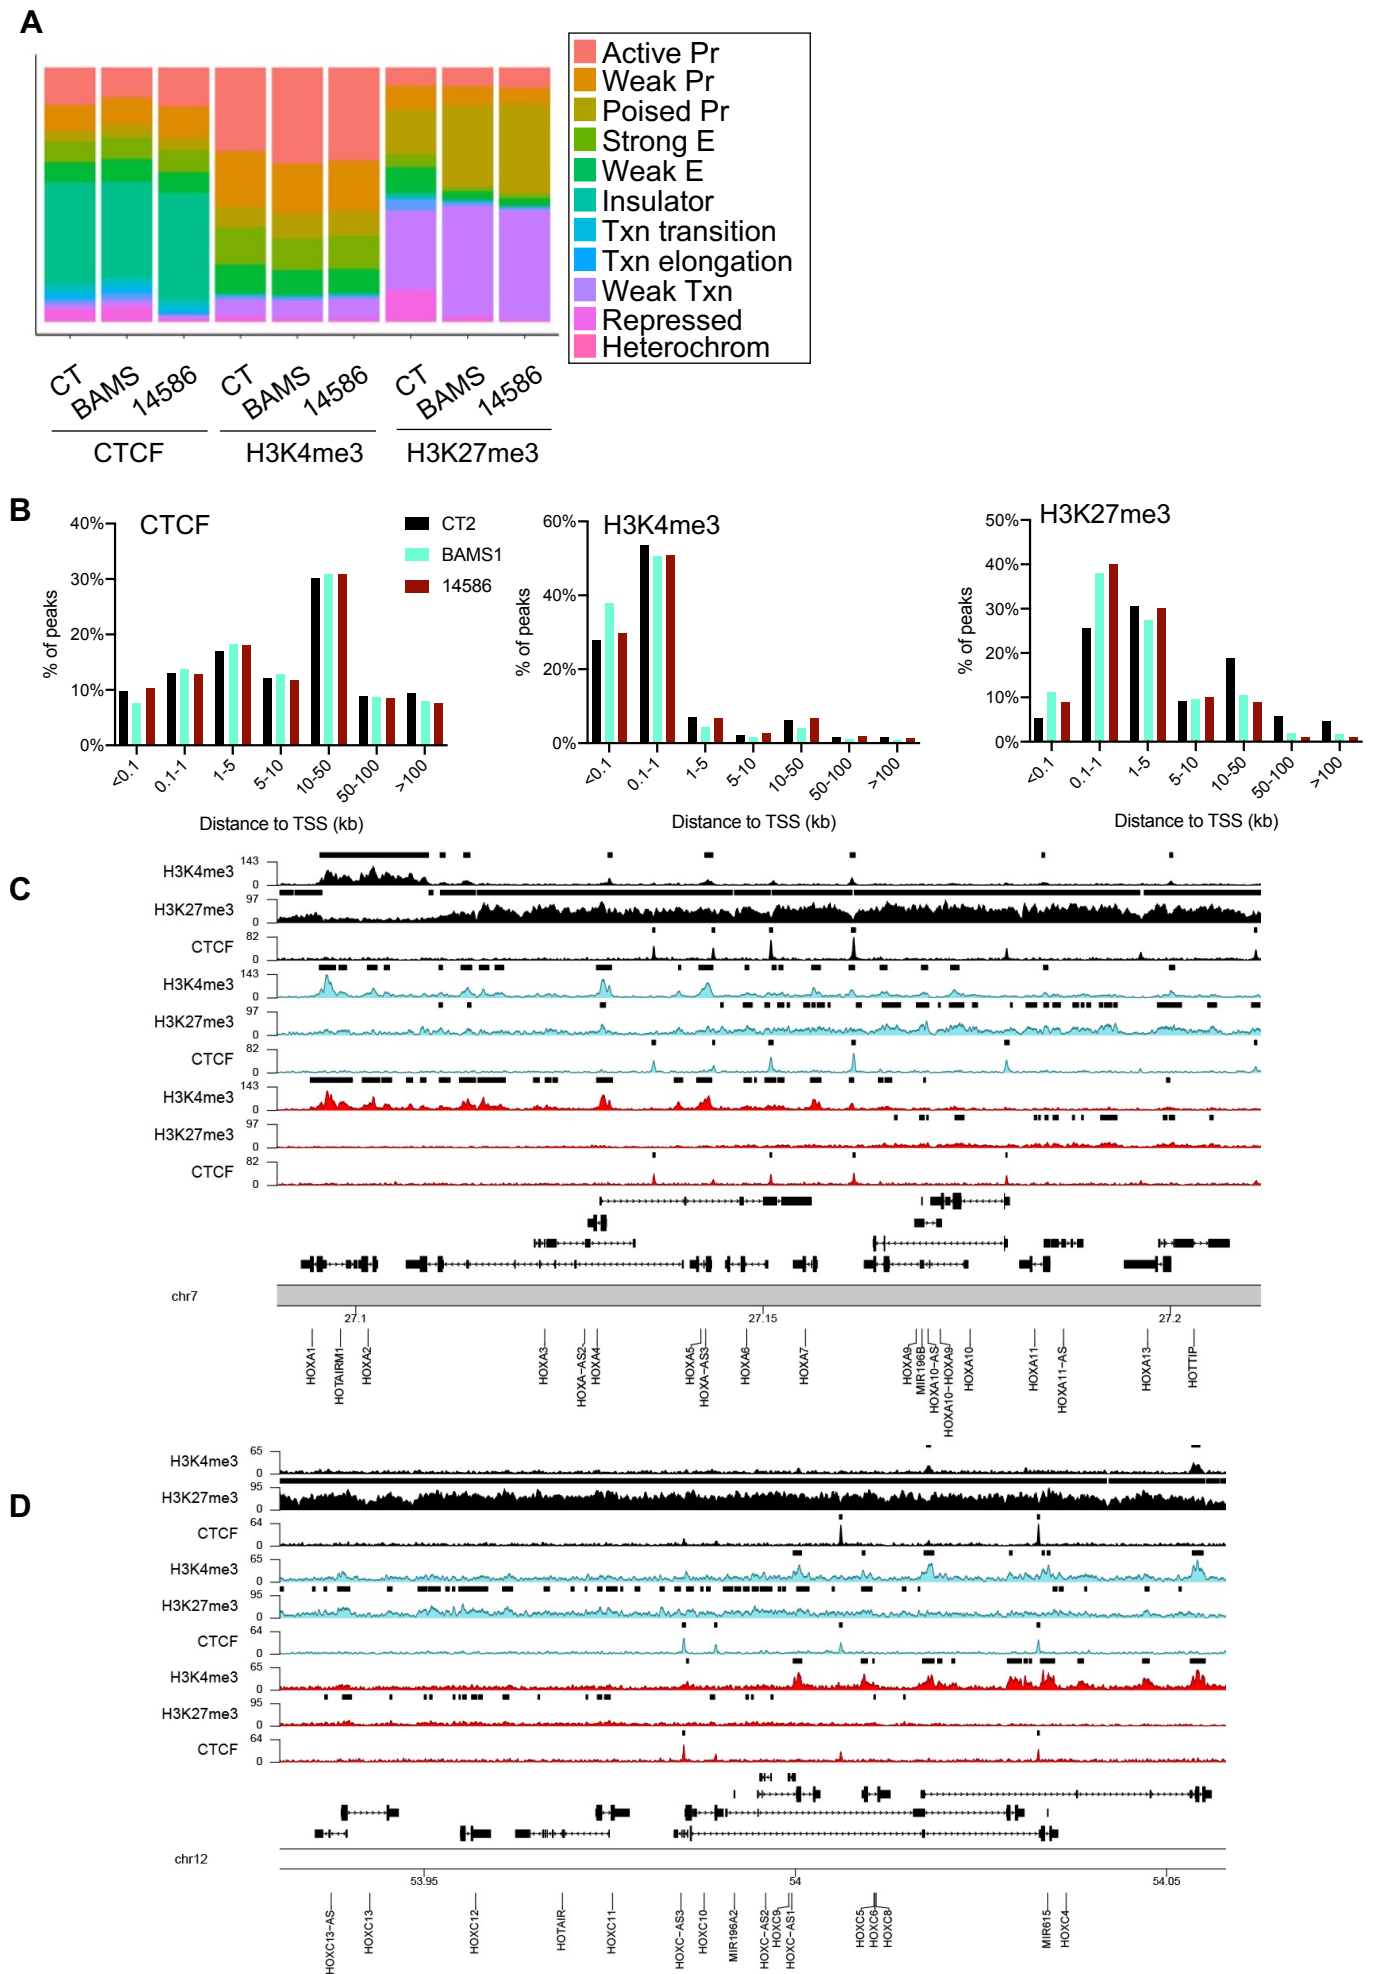 A
Active Pr
Weak Pr
Poised Pr
Strong E
Weak E
Insulator
Txn transition
Txn elongation
Weak Txn
Repressed
Heterochrom
CT BAMS 14586 CT BAMS 14586 CT BAMS 14586
CTCF H3K4me3 H3K27me3
B
CTCF
% of peaks
40%
30%
20%
10%
0%
<0.1 0.1-1 1-5 5-10 10-50 50-100 >100
Distance to TSS (kb)
CT2
BAMS1
14586
H3K4me3
% of peaks
60%
40%
20%
0%
<0.1 0.1-1 1-5 5-10 10-50 50-100 >100
Distance to TSS (kb)
H3K27me3
% of peaks
50%
40%
30%
20%
10%
0%
<0.1 0.1-1 1-5 5-10 10-50 50-100 >100
Distance to TSS (kb)
C
H3K4me3 143 0
H3K27me3 97 0
CTCF 82 0
H3K4me3 143 0
H3K27me3 97 0
CTCF 82 0
H3K4me3 143 0
H3K27me3 97 0
CTCF 82 0
chr7
27.1 27.15 27.2
HOXA1 HOTAIRM1 HOXA2 HOXA3 HOXA-AS2 HOXA4 HOXA5 HOXA-AS3 HOXA6 HOXA7 HOXA9 MIR196B HOXA10-AS HOXA10-HOXA9 HOXA10 HOXA11 HOXA11-AS HOXA13 HOTTIP
D
H3K4me3 65 0
H3K27me3 95 0
CTCF 64 0
H3K4me3 65 0
H3K27me3 95 0
CTCF 64 0
H3K4me3 65 0
H3K27me3 95 0
CTCF 64 0
chr12
53.95 54 54.05
HOXC13-AS HOXC13 HOXC12 HOTAIR HOXC11 HOXC-AS3 HOXC10 MIR196A2 HOXC-AS2 HOXC9 HOXC-AS1 HOXC5 HOXC6 HOXC8 MIR615 HOXC4